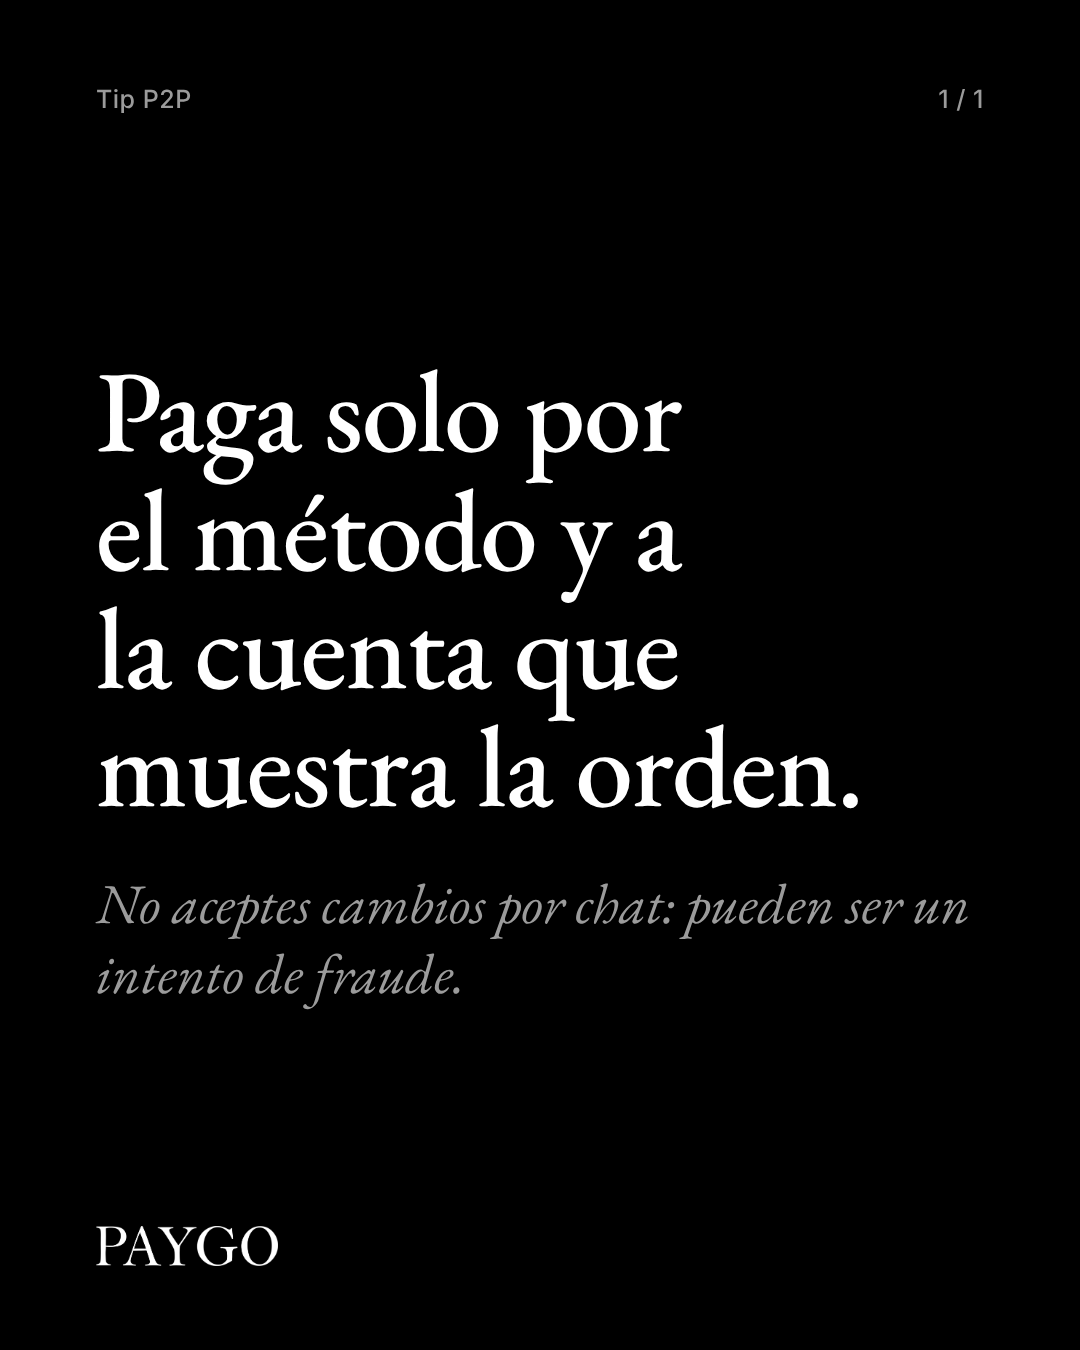 Tip P2P
1 / 1
Paga solo por
el método y a
la cuenta que
muestra la orden.
No aceptes cambios por chat: pueden ser un
intento de fraude.
PAYGO